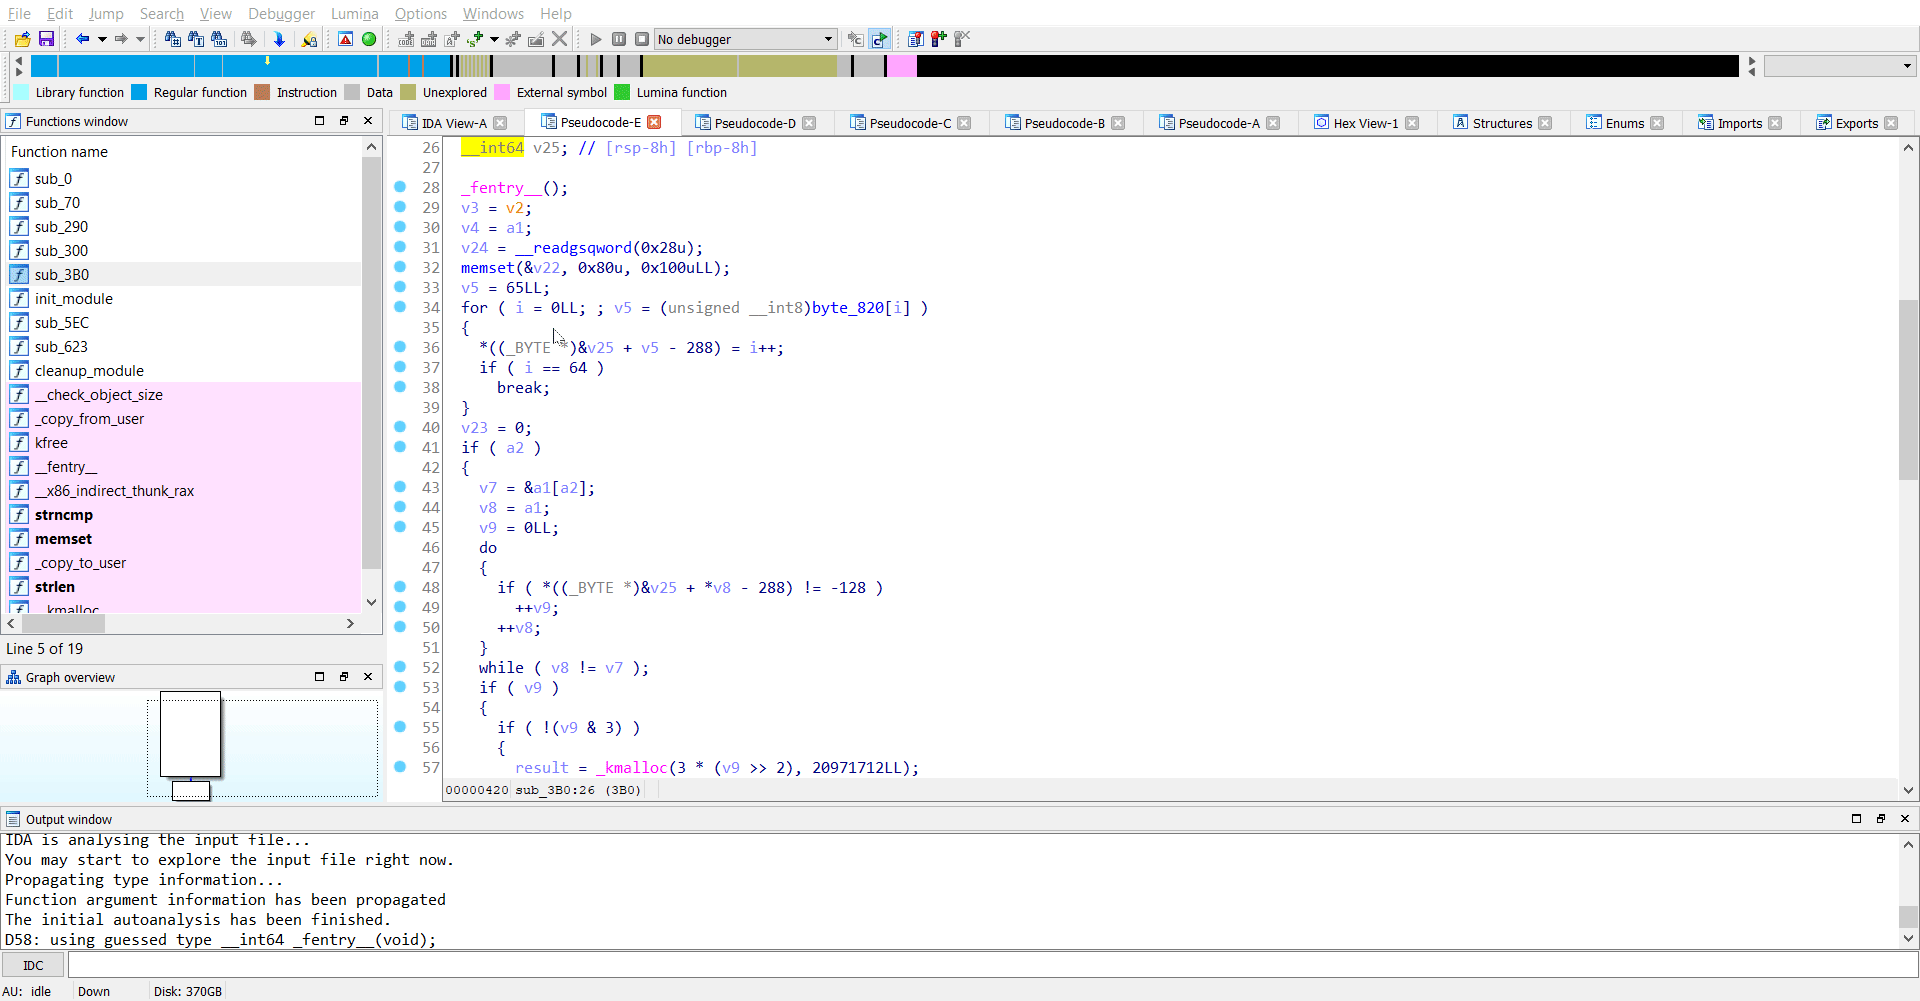 File Edit Jump Search View Debugger Lumina Options Windows Help
No debugger
Library function Regular function Instruction Data Unexplored External symbol Lumina function
Functions window
IDA View-A Pseudocode-E Pseudocode-D Pseudocode-C Pseudocode-B Pseudocode-A Hex View-1 Structures Enums Imports Exports
Function name
sub_0
sub_70
sub_290
sub_300
sub_3B0
init_module
sub_5EC
sub_623
cleanup_module
__check_object_size
_copy_from_user
kfree
__fentry__
__x86_indirect_thunk_rax
strncmp
memset
_copy_to_user
strlen
__kmalloc
Line 5 of 19
Graph overview
26 __int64 v25; // [rsp-8h] [rbp-8h]
27
28 _fentry__();
29 v3 = v2;
30 v4 = a1;
31 v24 = __readgsqword(0x28u);
32 memset(&v22, 0x80u, 0x100uLL);
33 v5 = 65LL;
34 for ( i = 0LL; ; v5 = (unsigned __int8)byte_820[i] )
35 {
36 *((_BYTE *)&v25 + v5 - 288) = i++;
37 if ( i == 64 )
38 break;
39 }
40 v23 = 0;
41 if ( a2 )
42 {
43 v7 = &a1[a2];
44 v8 = a1;
45 v9 = 0LL;
46 do
47 {
48 if ( *((_BYTE *)&v25 + *v8 - 288) != -128 )
49 ++v9;
50 ++v8;
51 }
52 while ( v8 != v7 );
53 if ( v9 )
54 {
55 if ( !(v9 & 3) )
56 {
57 result = _kmalloc(3 * (v9 >> 2), 20971712LL);
00000420 sub_3B0:26 (3B0)
Output window
IDA is analysing the input file...
You may start to explore the input file right now.
Propagating type information...
Function argument information has been propagated
The initial autoanalysis has been finished.
D58: using guessed type __int64 _fentry__(void);
IDC
AU: idle Down Disk: 370GB